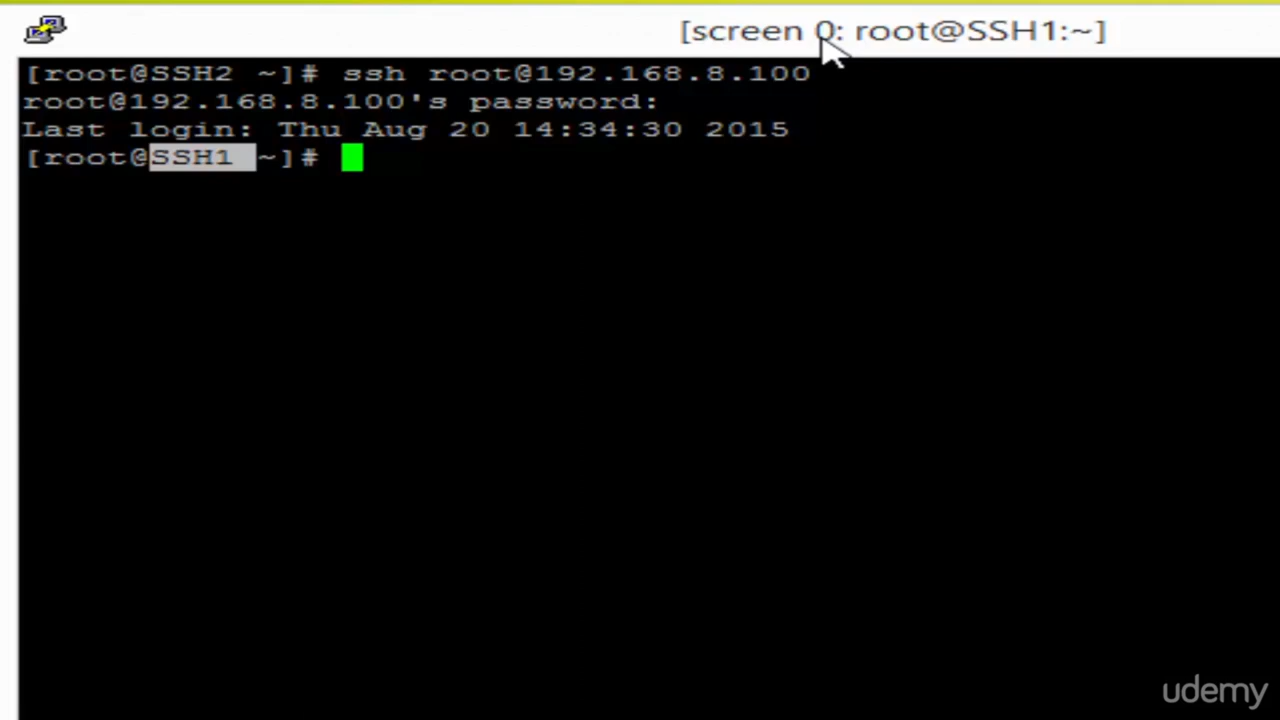 [screen 0: root@SSH1:~]
[root@SSH2 ~]# ssh root@192.168.8.100
root@192.168.8.100's password:
Last login: Thu Aug 20 14:34:30 2015
[root@SSH1 ~]#
udemy